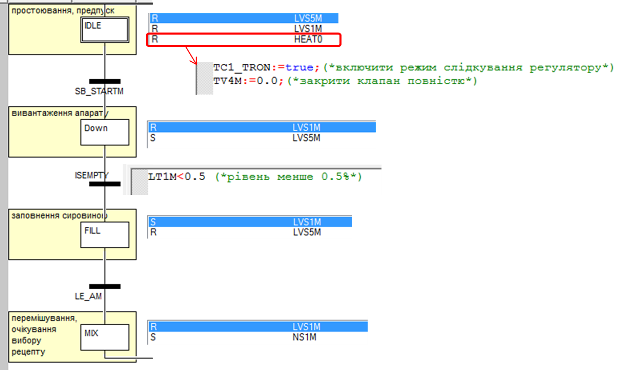 простоювання, предпуск
IDLE
R LVS5M
R LVS1M
R HEAT0
TC1_TRON:=true;(*включити режим слідкування регулятору*)
TV4M:=0.0;(*закрити клапан повністю*)
SB_STARTM
вивантаження апарату
Down
R LVS1M
S LVS5M
ISEMPTY
LT1M<0.5 (*рівень менше 0.5%*)
заповнення сировиною
FILL
S LVS1M
R LVS5M
LE_AM
перемішування,
очікування
вибору
рецепту
MIX
R LVS1M
S NS1M